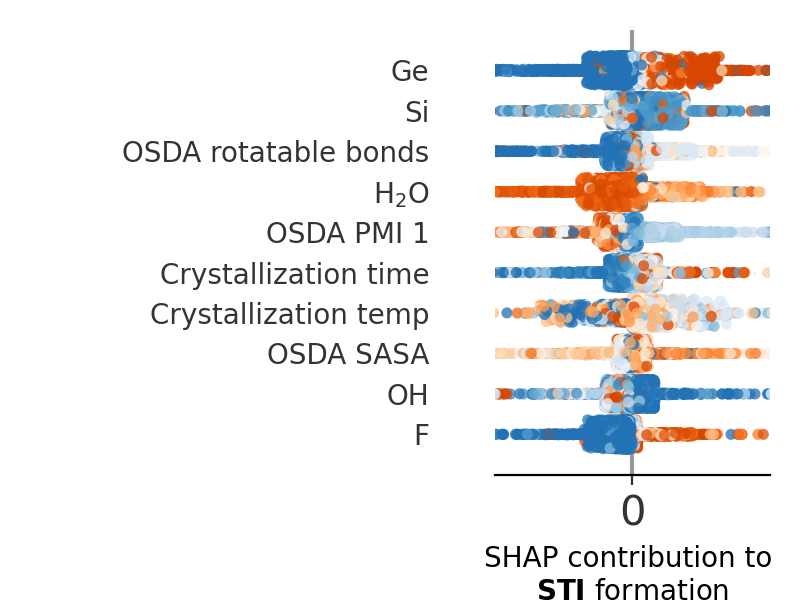 Ge
Si
OSDA rotatable bonds
H₂O
OSDA PMI 1
Crystallization time
Crystallization temp
OSDA SASA
OH
F
0
SHAP contribution to
STI formation